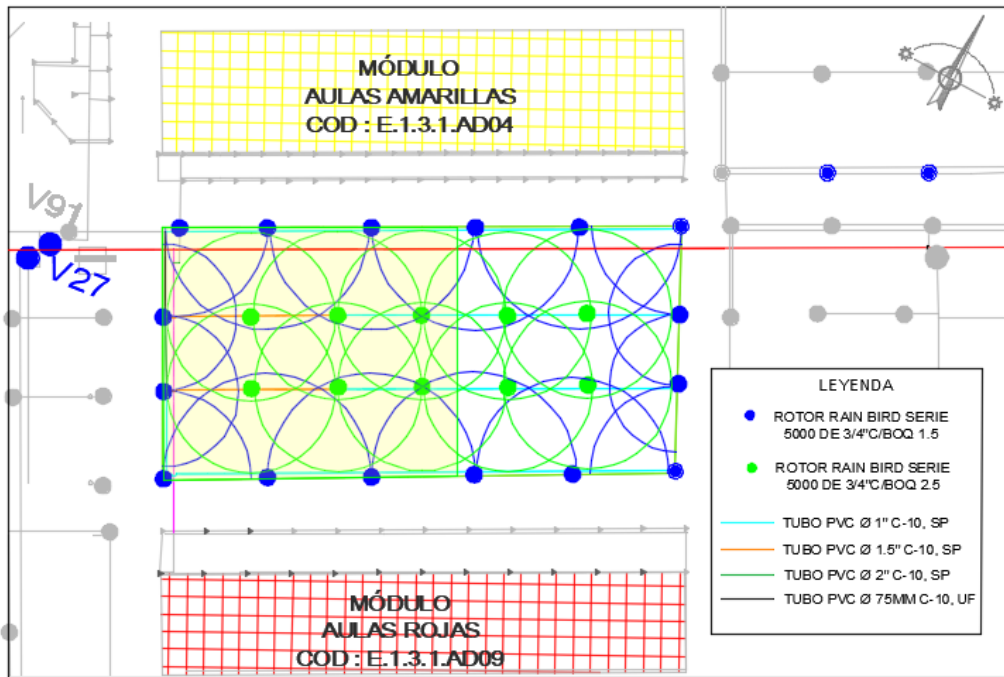 MÓDULO
AULAS AMARILLAS
COD : E.1.3.1.AD04
V91
V27
LEYENDA
ROTOR RAIN BIRD SERIE
5000 DE 3/4"C/BOQ 1.5
ROTOR RAIN BIRD SERIE
5000 DE 3/4"C/BOQ 2.5
TUBO PVC Ø 1" C-10, SP
TUBO PVC Ø 1.5" C-10, SP
TUBO PVC Ø 2" C-10, SP
TUBO PVC Ø 75MM C-10, UF
MÓDULO
AULAS ROJAS
COD : E.1.3.1.AD09